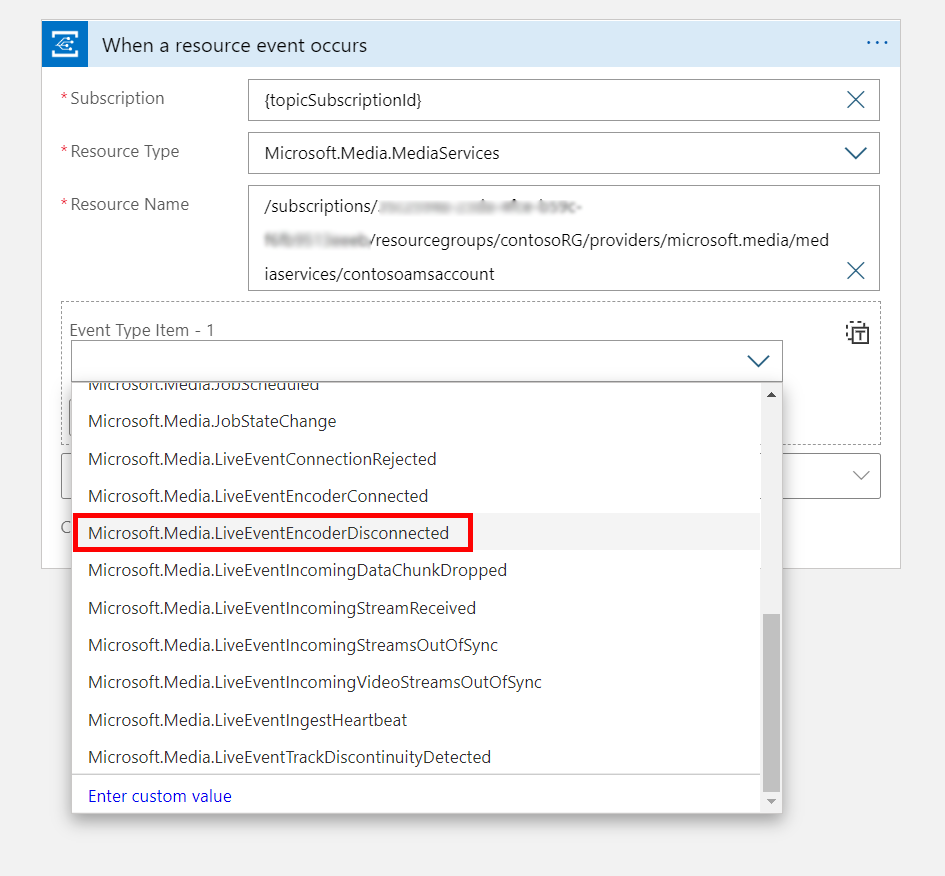 When a resource event occurs
...
* Subscription
{topicSubscriptionId}
* Resource Type
Microsoft.Media.MediaServices
* Resource Name
/subscriptions/
/resourcegroups/contosoRG/providers/microsoft.media/med
iaservices/contosoamsaccount
Event Type Item - 1
Microsoft.Media.JobScheduled
Microsoft.Media.JobStateChange
Microsoft.Media.LiveEventConnectionRejected
Microsoft.Media.LiveEventEncoderConnected
Microsoft.Media.LiveEventEncoderDisconnected
Microsoft.Media.LiveEventIncomingDataChunkDropped
Microsoft.Media.LiveEventIncomingStreamReceived
Microsoft.Media.LiveEventIncomingStreamsOutOfSync
Microsoft.Media.LiveEventIncomingVideoStreamsOutOfSync
Microsoft.Media.LiveEventIngestHeartbeat
Microsoft.Media.LiveEventTrackDiscontinuityDetected
Enter custom value